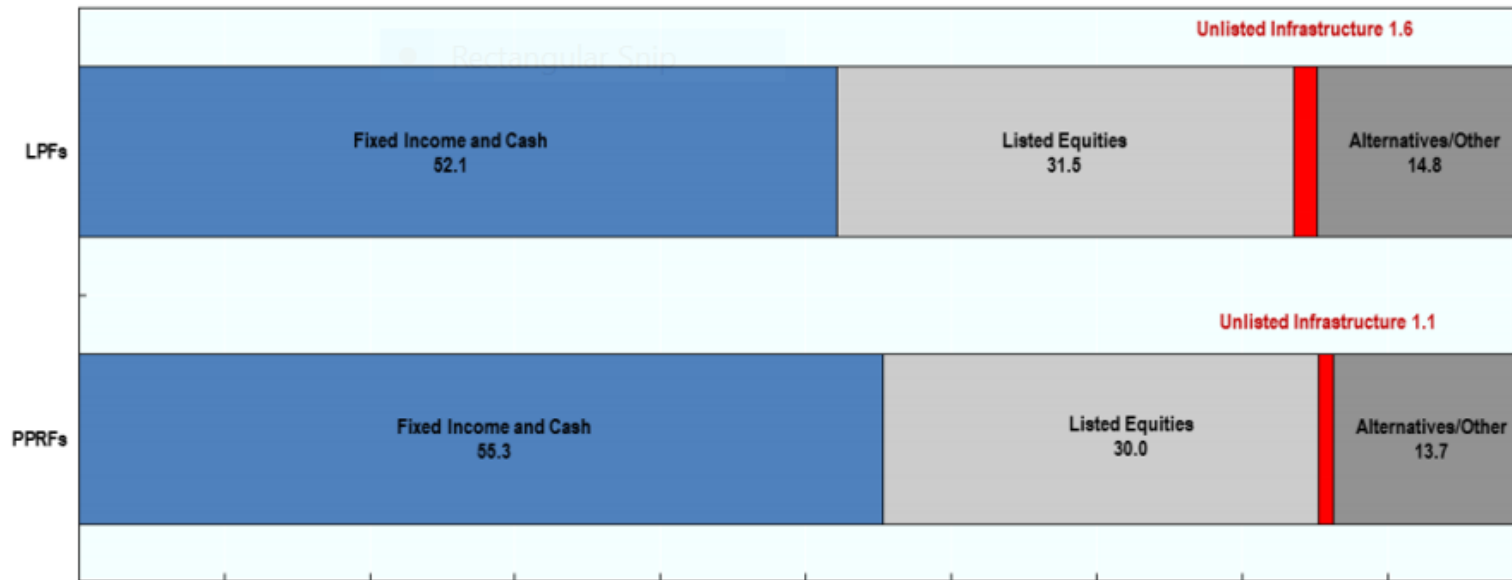 Rectangular Snip
Unlisted Infrastructure 1.6
LPFs
Fixed Income and Cash
52.1
Listed Equities
31.5
Alternatives/Other
14.8
Unlisted Infrastructure 1.1
PPRFs
Fixed Income and Cash
55.3
Listed Equities
30.0
Alternatives/Other
13.7